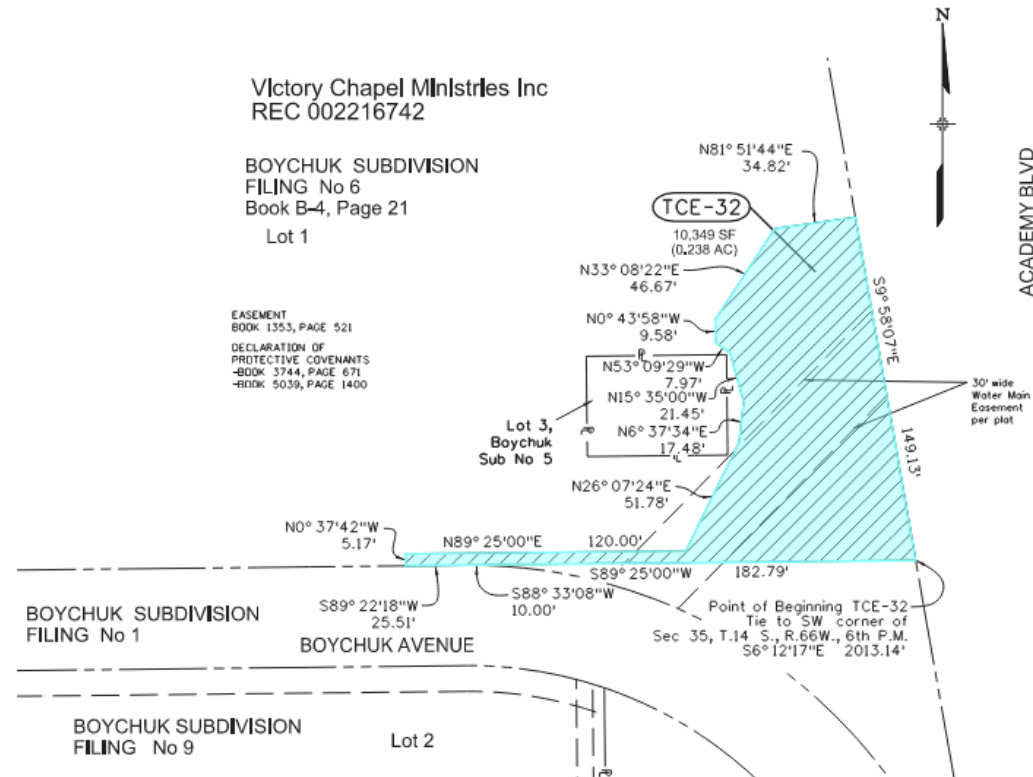 N
Victory Chapel Ministries Inc
REC 002216742
BOYCHUK SUBDIVISION
FILING No 6
Book B-4, Page 21
Lot 1
N81° 51'44"E
34.82'
TCE-32
10,349 SF
(0.238 AC)
ACADEMY BLVD
N33° 08'22"E
46.67'
S9° 58'07"E
149.13'
EASEMENT
BOOK 1353, PAGE 521
DECLARATION OF
PROTECTIVE COVENANTS
-BOOK 3744, PAGE 671
-BOOK 5039, PAGE 1400
N0° 43'58"W
9.58'
N53° 09'29"W
7.97'
N15° 35'00"W
21.45'
N6° 37'34"E
17.48'
30' wide
Water Main
Easement
per plat
Lot 3,
Boychuk
Sub No 5
N26° 07'24"E
51.78'
N0° 37'42"W
5.17'
N89° 25'00"E 120.00'
S89° 25'00"W 182.79'
S89° 22'18"W
25.51'
S88° 33'08"W
10.00'
Point of Beginning TCE-32
Tie to SW corner of
Sec 35, T.14 S., R.66W., 6th P.M.
S6° 12'17"E 2013.14'
BOYCHUK SUBDIVISION
FILING No 1
BOYCHUK AVENUE
BOYCHUK SUBDIVISION
FILING No 9
Lot 2